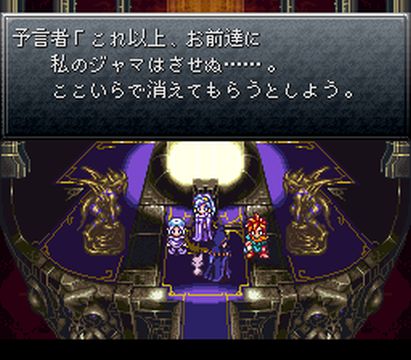 予言者「これ以上、お前達に
私のジャマはさせぬ……。
ここいらで消えてもらうとしよう。